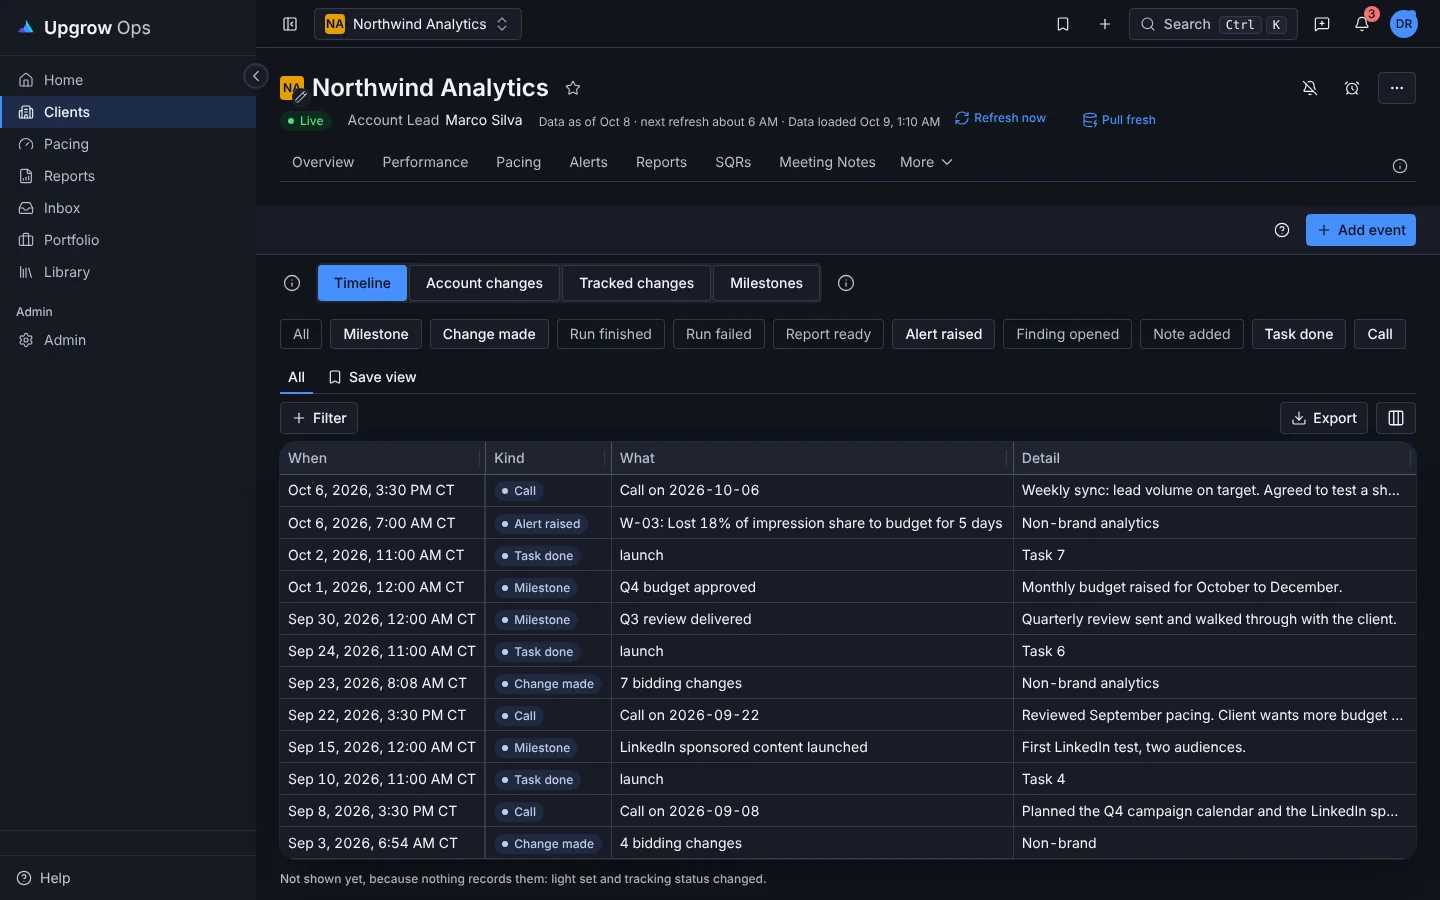 Upgrow Ops
NA Northwind Analytics
Search Ctrl K
3
DR
Home
Clients
Pacing
Reports
Inbox
Portfolio
Library
Admin
Admin
Help
NA Northwind Analytics
Live Account Lead Marco Silva Data as of Oct 8 · next refresh about 6 AM · Data loaded Oct 9, 1:10 AM Refresh now Pull fresh
Overview Performance Pacing Alerts Reports SQRs Meeting Notes More
Add event
Timeline Account changes Tracked changes Milestones
All Milestone Change made Run finished Run failed Report ready Alert raised Finding opened Note added Task done Call
All Save view
Filter Export
When Kind What Detail
Oct 6, 2026, 3:30 PM CT Call Call on 2026-10-06 Weekly sync: lead volume on target. Agreed to test a sh...
Oct 6, 2026, 7:00 AM CT Alert raised W-03: Lost 18% of impression share to budget for 5 days Non-brand analytics
Oct 2, 2026, 11:00 AM CT Task done launch Task 7
Oct 1, 2026, 12:00 AM CT Milestone Q4 budget approved Monthly budget raised for October to December.
Sep 30, 2026, 12:00 AM CT Milestone Q3 review delivered Quarterly review sent and walked through with the client.
Sep 24, 2026, 11:00 AM CT Task done launch Task 6
Sep 23, 2026, 8:08 AM CT Change made 7 bidding changes Non-brand analytics
Sep 22, 2026, 3:30 PM CT Call Call on 2026-09-22 Reviewed September pacing. Client wants more budget ...
Sep 15, 2026, 12:00 AM CT Milestone LinkedIn sponsored content launched First LinkedIn test, two audiences.
Sep 10, 2026, 11:00 AM CT Task done launch Task 4
Sep 8, 2026, 3:30 PM CT Call Call on 2026-09-08 Planned the Q4 campaign calendar and the LinkedIn sp...
Sep 3, 2026, 6:54 AM CT Change made 4 bidding changes Non-brand
Not shown yet, because nothing records them: light set and tracking status changed.